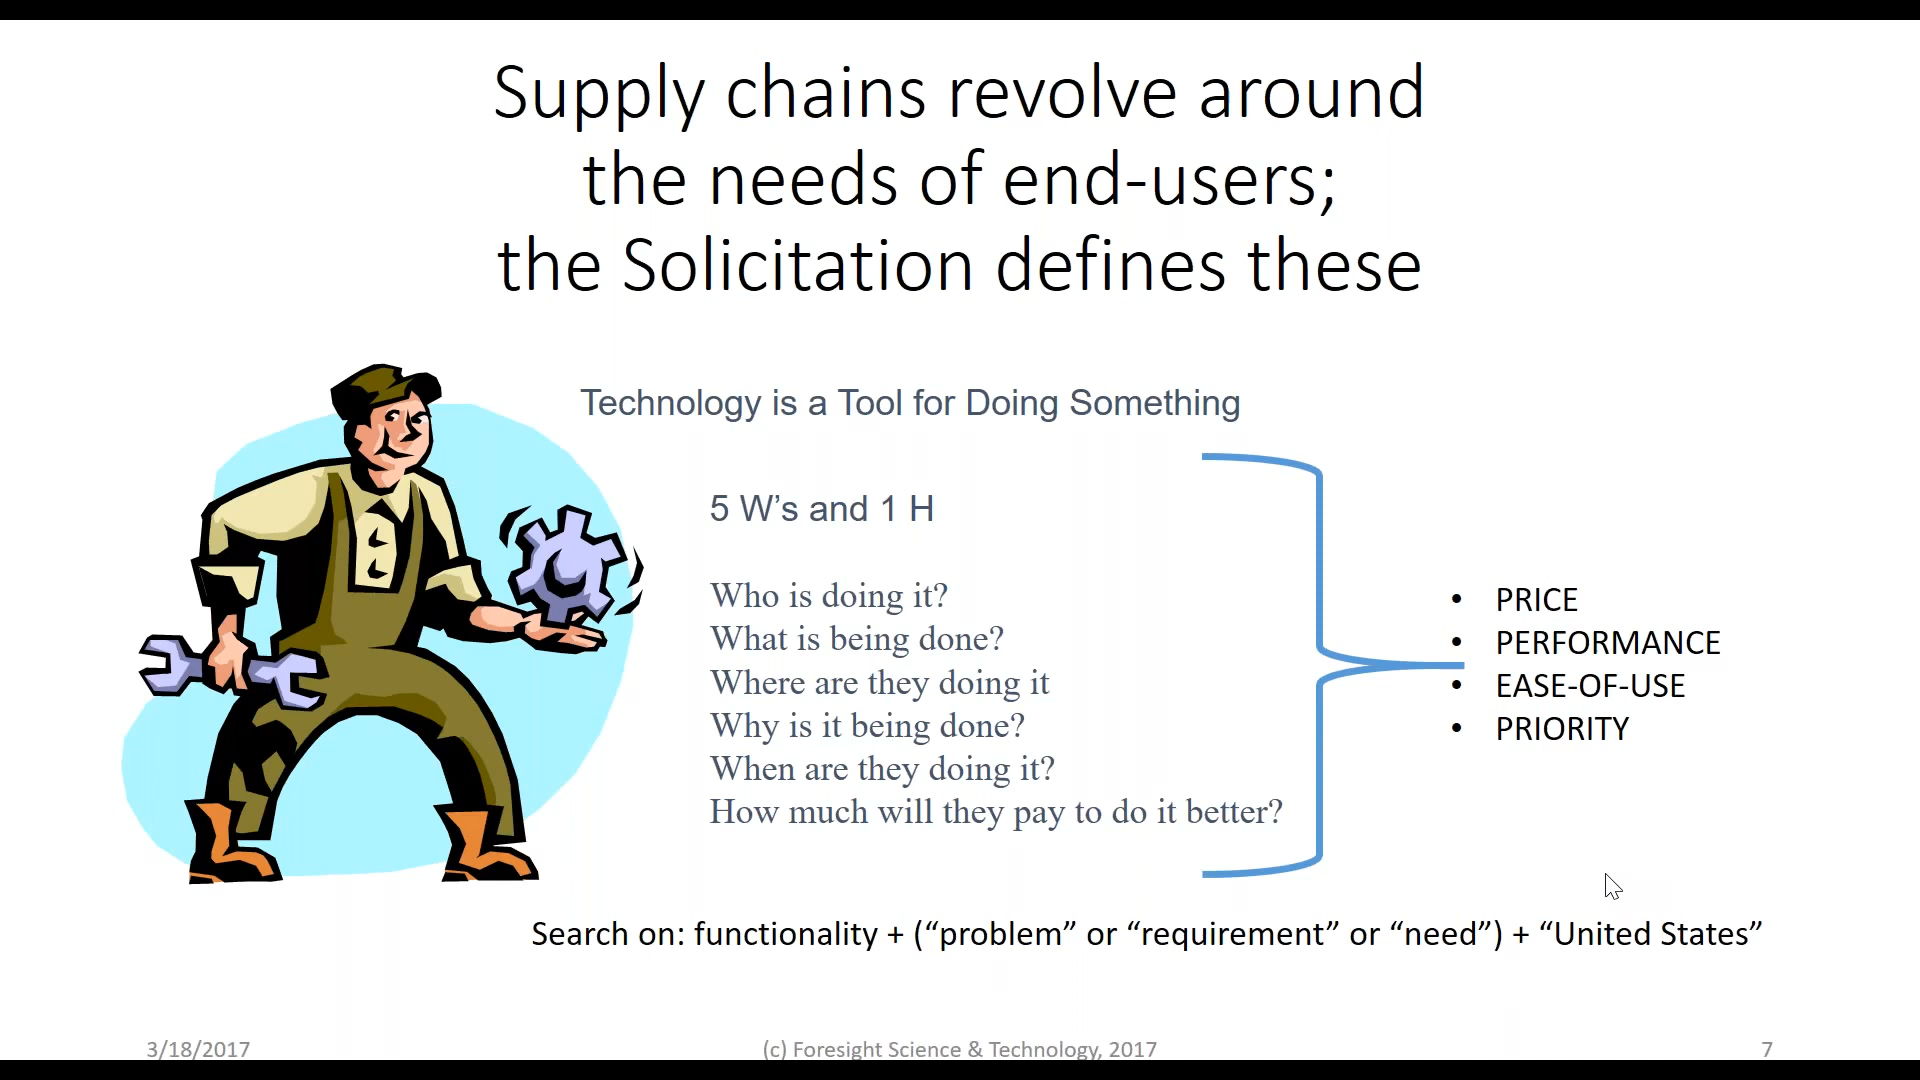 Supply chains revolve around
the needs of end-users;
the Solicitation defines these
Technology is a Tool for Doing Something
5 W’s and 1 H
Who is doing it?
What is being done?
Where are they doing it
Why is it being done?
When are they doing it?
How much will they pay to do it better?
• PRICE
• PERFORMANCE
• EASE-OF-USE
• PRIORITY
Search on: functionality + (“problem” or “requirement” or “need”) + “United States”
3/18/2017
(c) Foresight Science & Technology, 2017
7